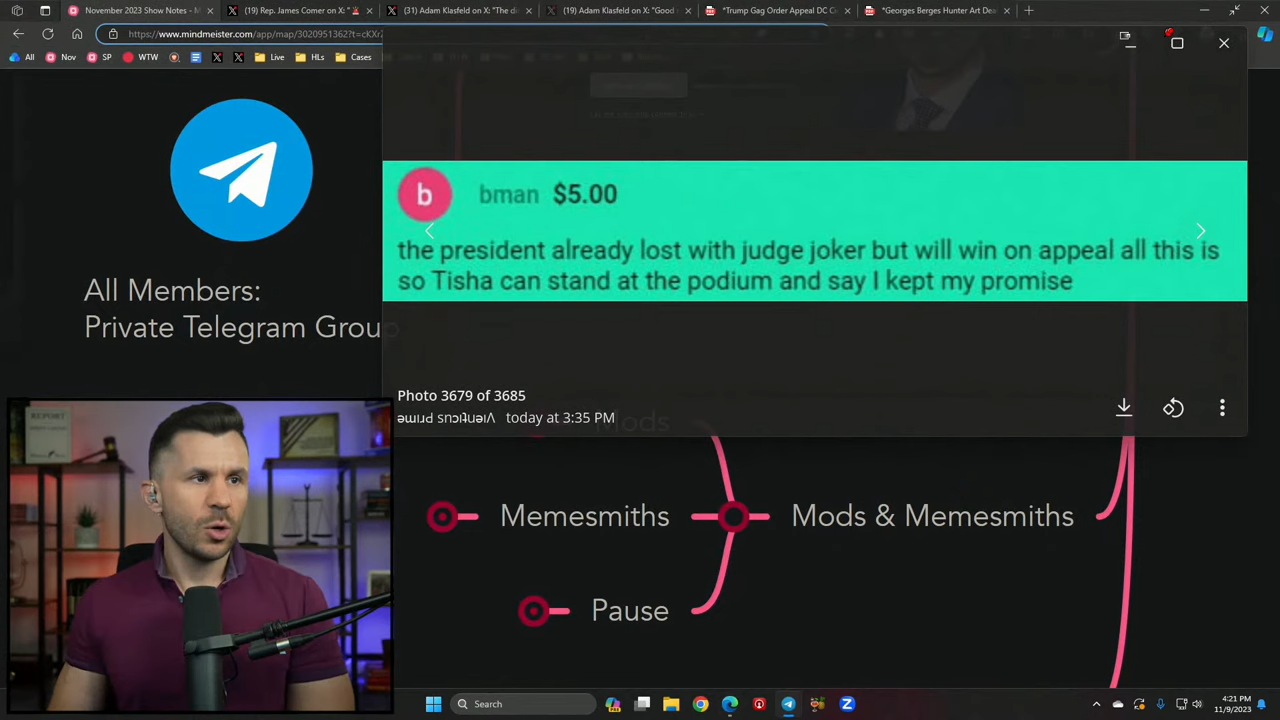 November 2023 Show Notes - M
(19) Rep. James Comer on X: "🚨
(31) Adam Klasfeld on X: "The di
(19) Adam Klasfeld on X: "Good
*Trump Gag Order Appeal DC G
*Georges Berges Hunter Art Dea
https://www.mindmeister.com/app/map/3020951362?t=cKXr
All
Nov
SP
WTW
Live
HLs
Cases
b
bman $5.00
the president already lost with judge joker but will win on appeal all this is
so Tisha can stand at the podium and say I kept my promise
All Members:
Private Telegram Group
Photo 3679 of 3685
ǝɯıɹd snɔıʇuǝıΛ today at 3:35 PM
Mods
Memesmiths
Mods & Memesmiths
Pause
REPORT
Search
4:21 PM
11/9/2023